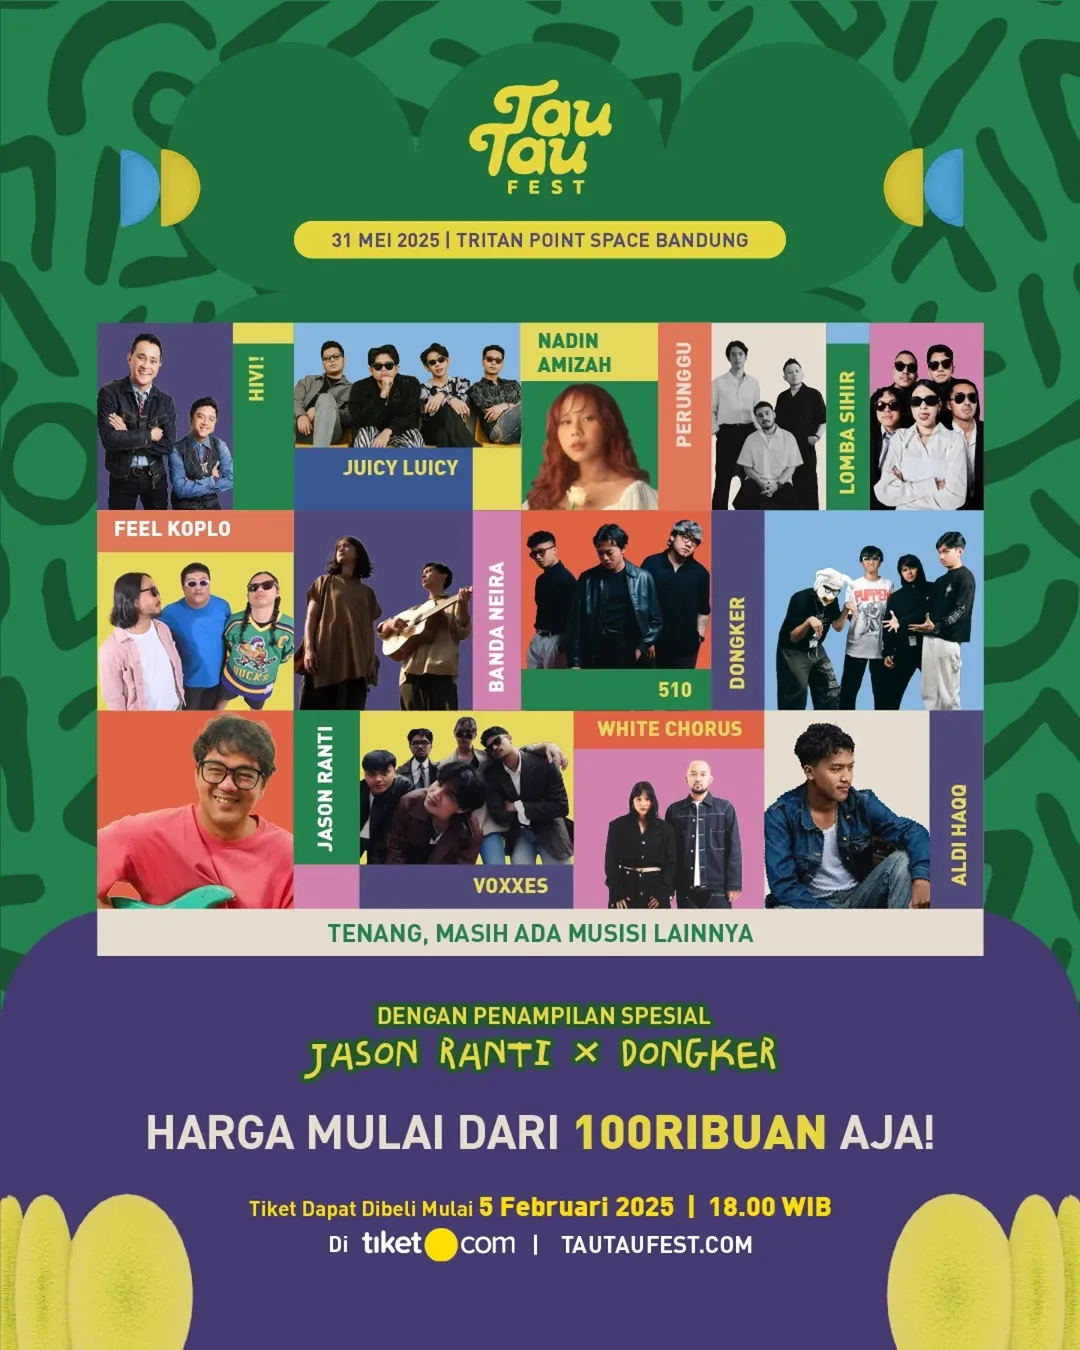 Tau
Tau
FEST
31 MEI 2025 | TRITAN POINT SPACE BANDUNG
HIVI!
JUICY LUICY
NADIN
AMIZAH
PERUNGGU
LOMBA SIHIR
FEEL KOPLO
BANDA NEIRA
510
DONGKER
JASON RANTI
VOXXES
WHITE CHORUS
ALDI HAQQ
TENANG, MASIH ADA MUSISI LAINNYA
DENGAN PENAMPILAN SPESIAL
JASON RANTI × DONGKER
HARGA MULAI DARI 100RIBUAN AJA!
Tiket Dapat Dibeli Mulai 5 Februari 2025 | 18.00 WIB
Di tiket.com | TAUTAUFEST.COM